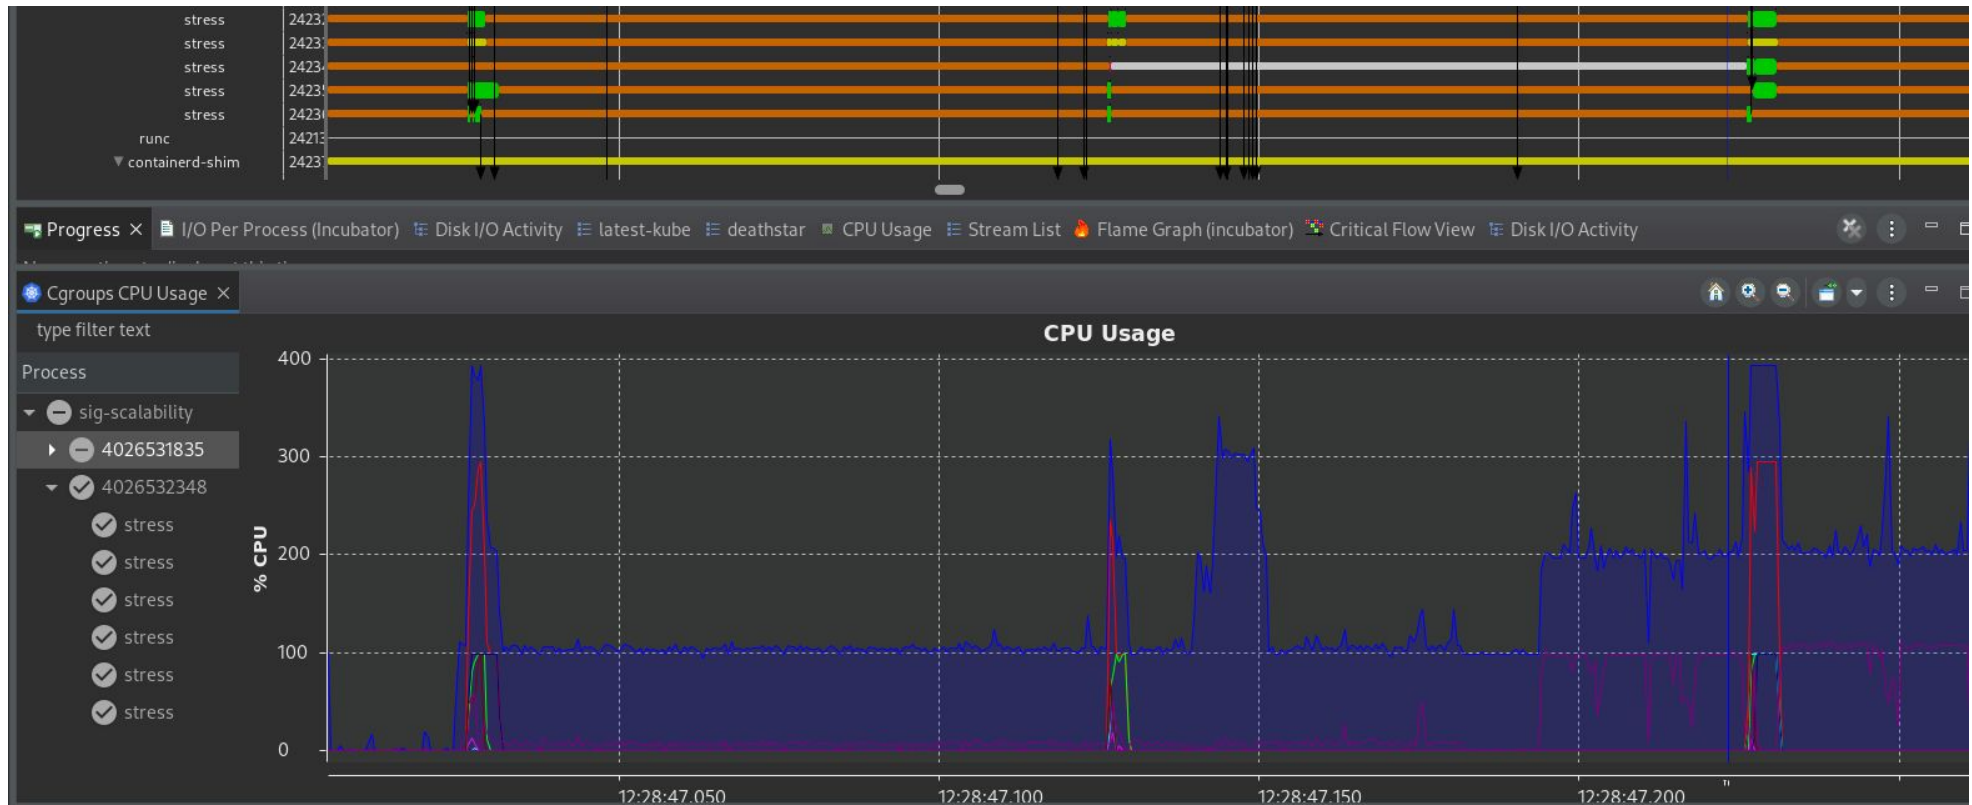 stress
stress
stress
stress
stress
runc
containerd-shim
Progress I/O Per Process (Incubator) Disk I/O Activity latest-kube deathstar CPU Usage Stream List Flame Graph (incubator) Critical Flow View Disk I/O Activity
Cgroups CPU Usage
type filter text
CPU Usage
Process
sig-scalability
4026531835
4026532348
stress
stress
stress
stress
stress
stress
% CPU
400
300
200
100
0
12:28:47.050 12:28:47.100 12:28:47.150 12:28:47.200